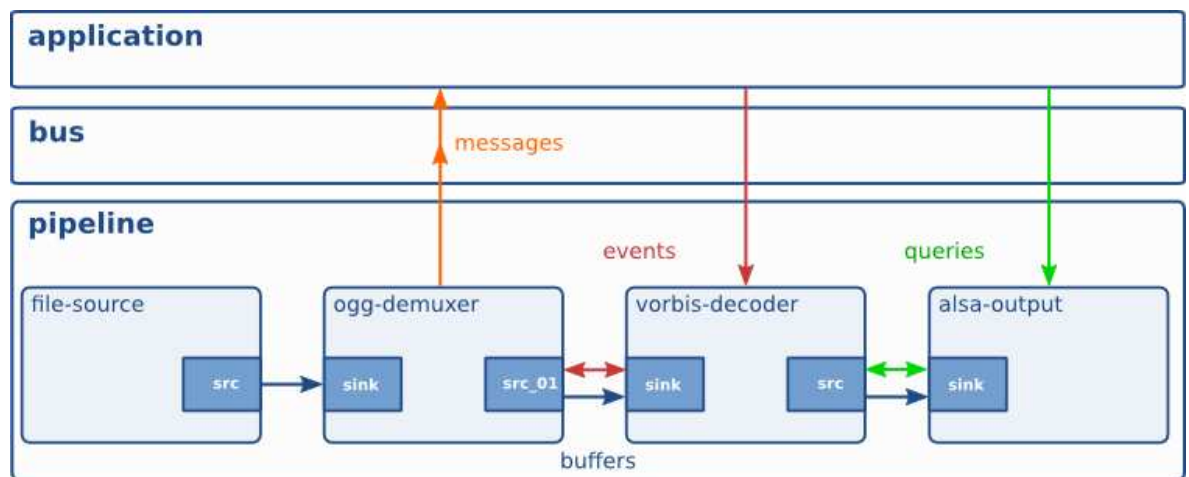 application
bus
messages
pipeline
events
queries
file-source
ogg-demuxer
vorbis-decoder
alsa-output
src
sink
src_01
sink
src
sink
buffers